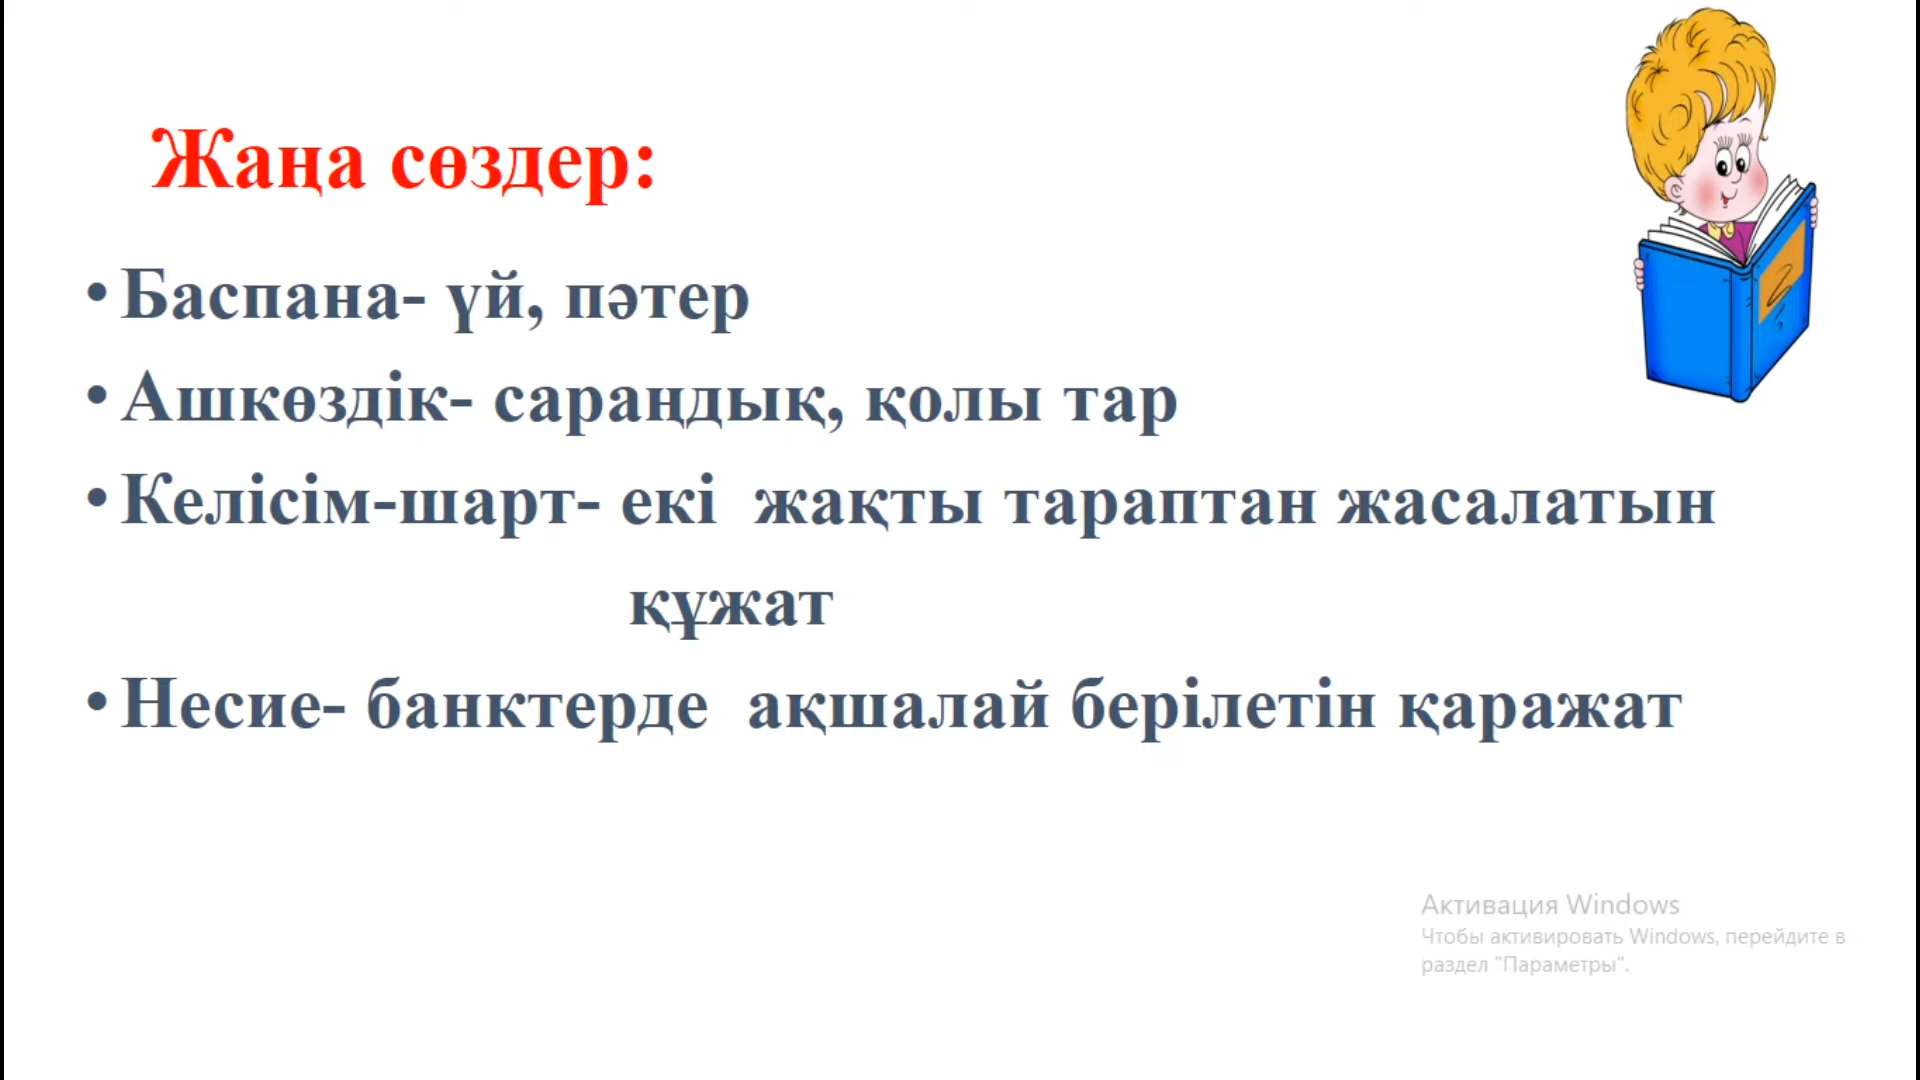 Жаңа сөздер:
• Баспана- үй, пәтер
• Ашкөздік- сараңдық, қолы тар
• Келісім-шарт- екі  жақты тараптан жасалатын
құжат
• Несие- банктерде  ақшалай берілетін қаражат
Активация Windows
Чтобы активировать Windows, перейдите в
раздел "Параметры".